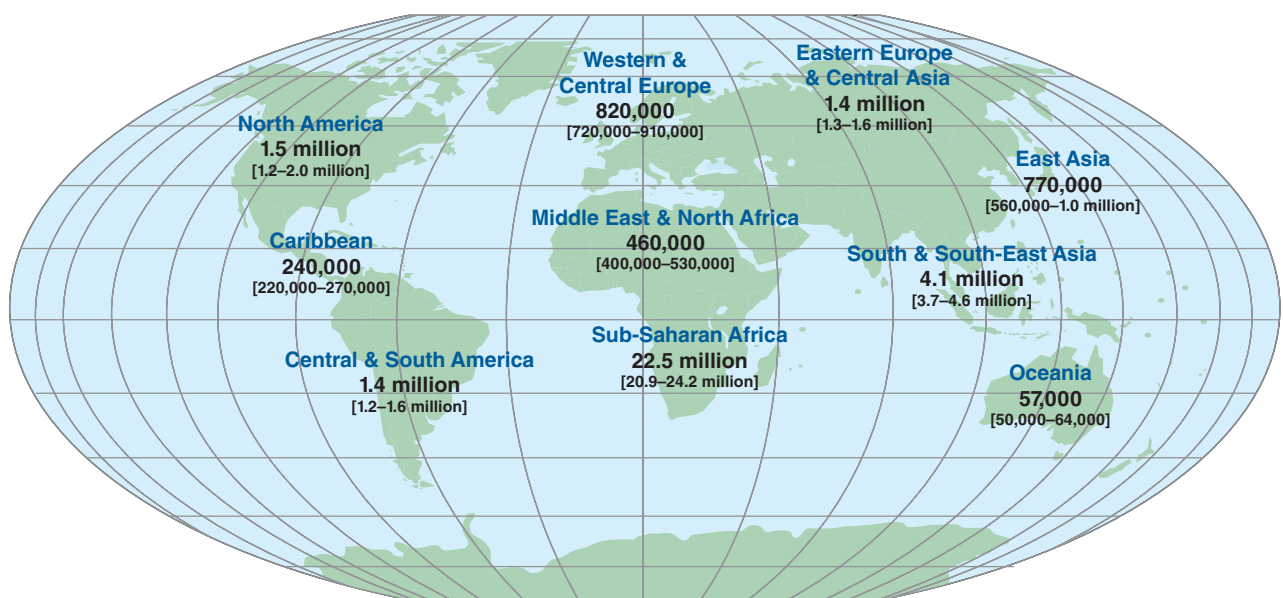 Western &
Central Europe
820,000
[720,000–910,000]
Eastern Europe
& Central Asia
1.4 million
[1.3–1.6 million]
North America
1.5 million
[1.2–2.0 million]
East Asia
770,000
[560,000–1.0 million]
Middle East & North Africa
460,000
[400,000–530,000]
Caribbean
240,000
[220,000–270,000]
South & South-East Asia
4.1 million
[3.7–4.6 million]
Sub-Saharan Africa
22.5 million
[20.9–24.2 million]
Central & South America
1.4 million
[1.2–1.6 million]
Oceania
57,000
[50,000–64,000]